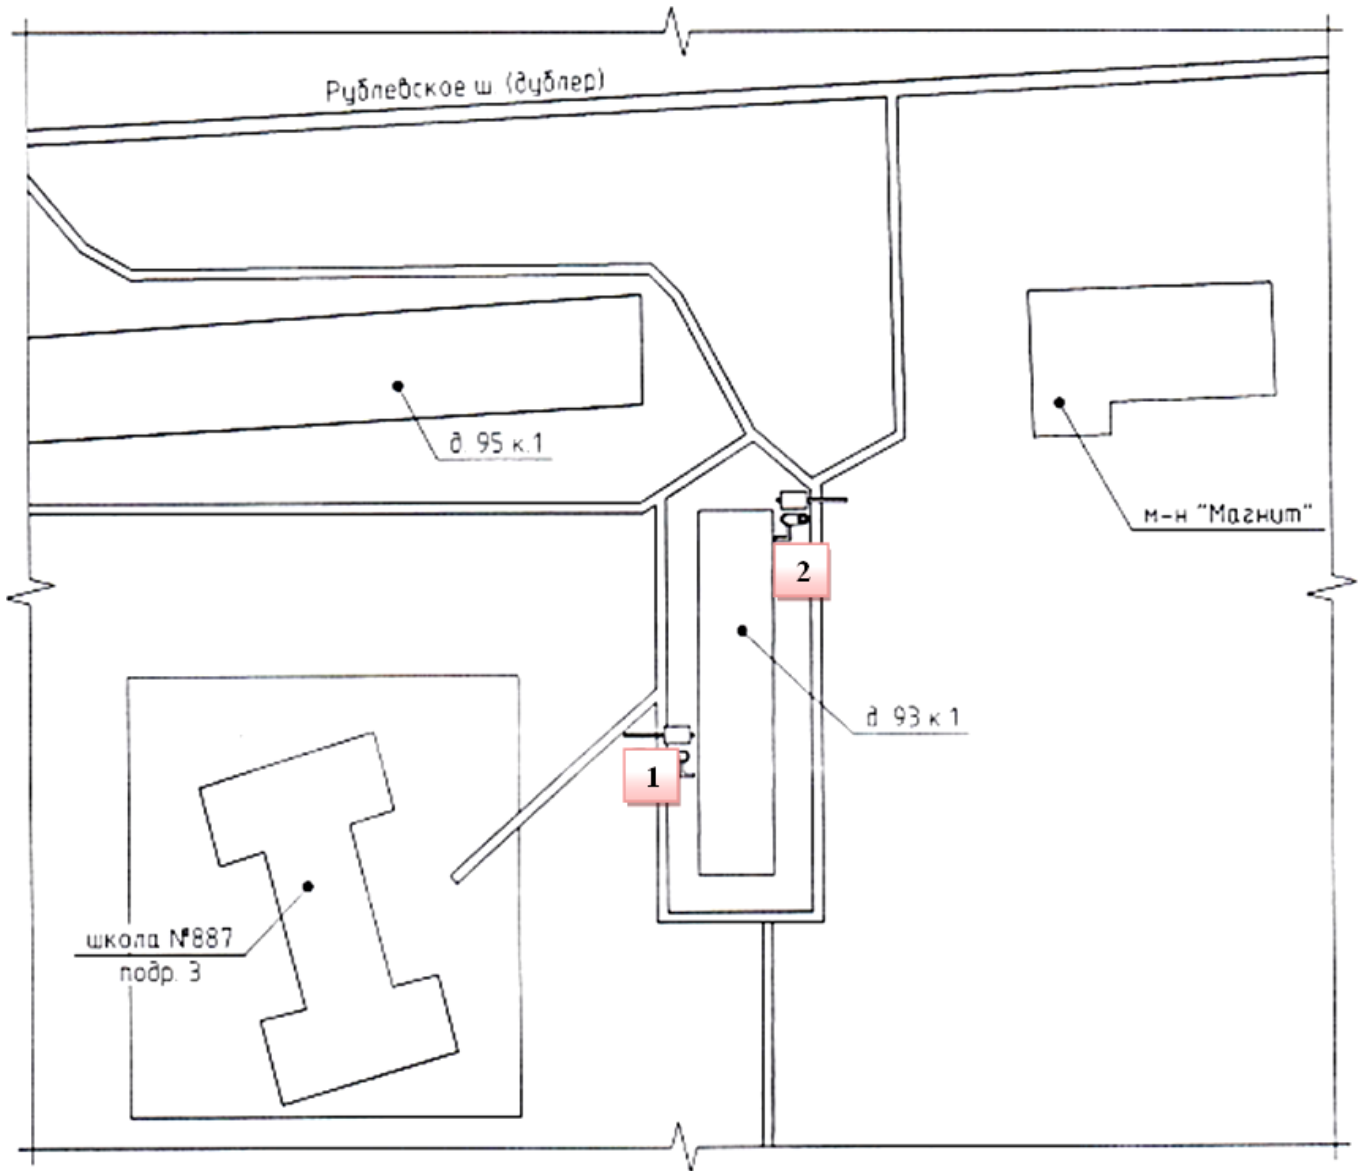 Рублевское ш. (дублер)
д. 95 к.1
м-н "Магнит"
2
д. 93 к 1
1
школа №887
подр. 3